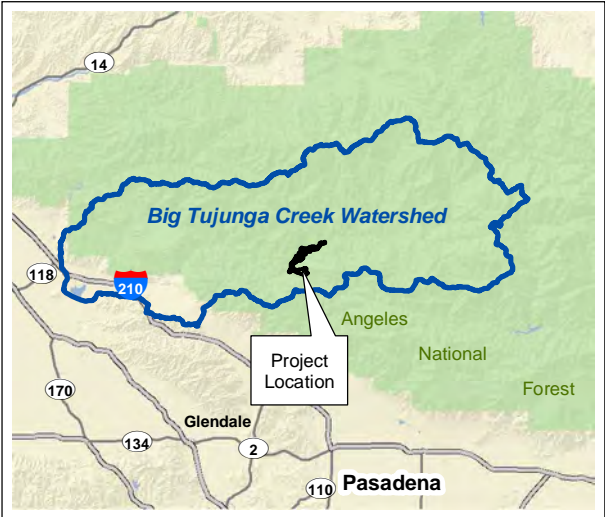 14
Big Tujunga Creek Watershed
118
210
Angeles
National
Project
Location
Forest
170
Glendale
134
2
110
Pasadena